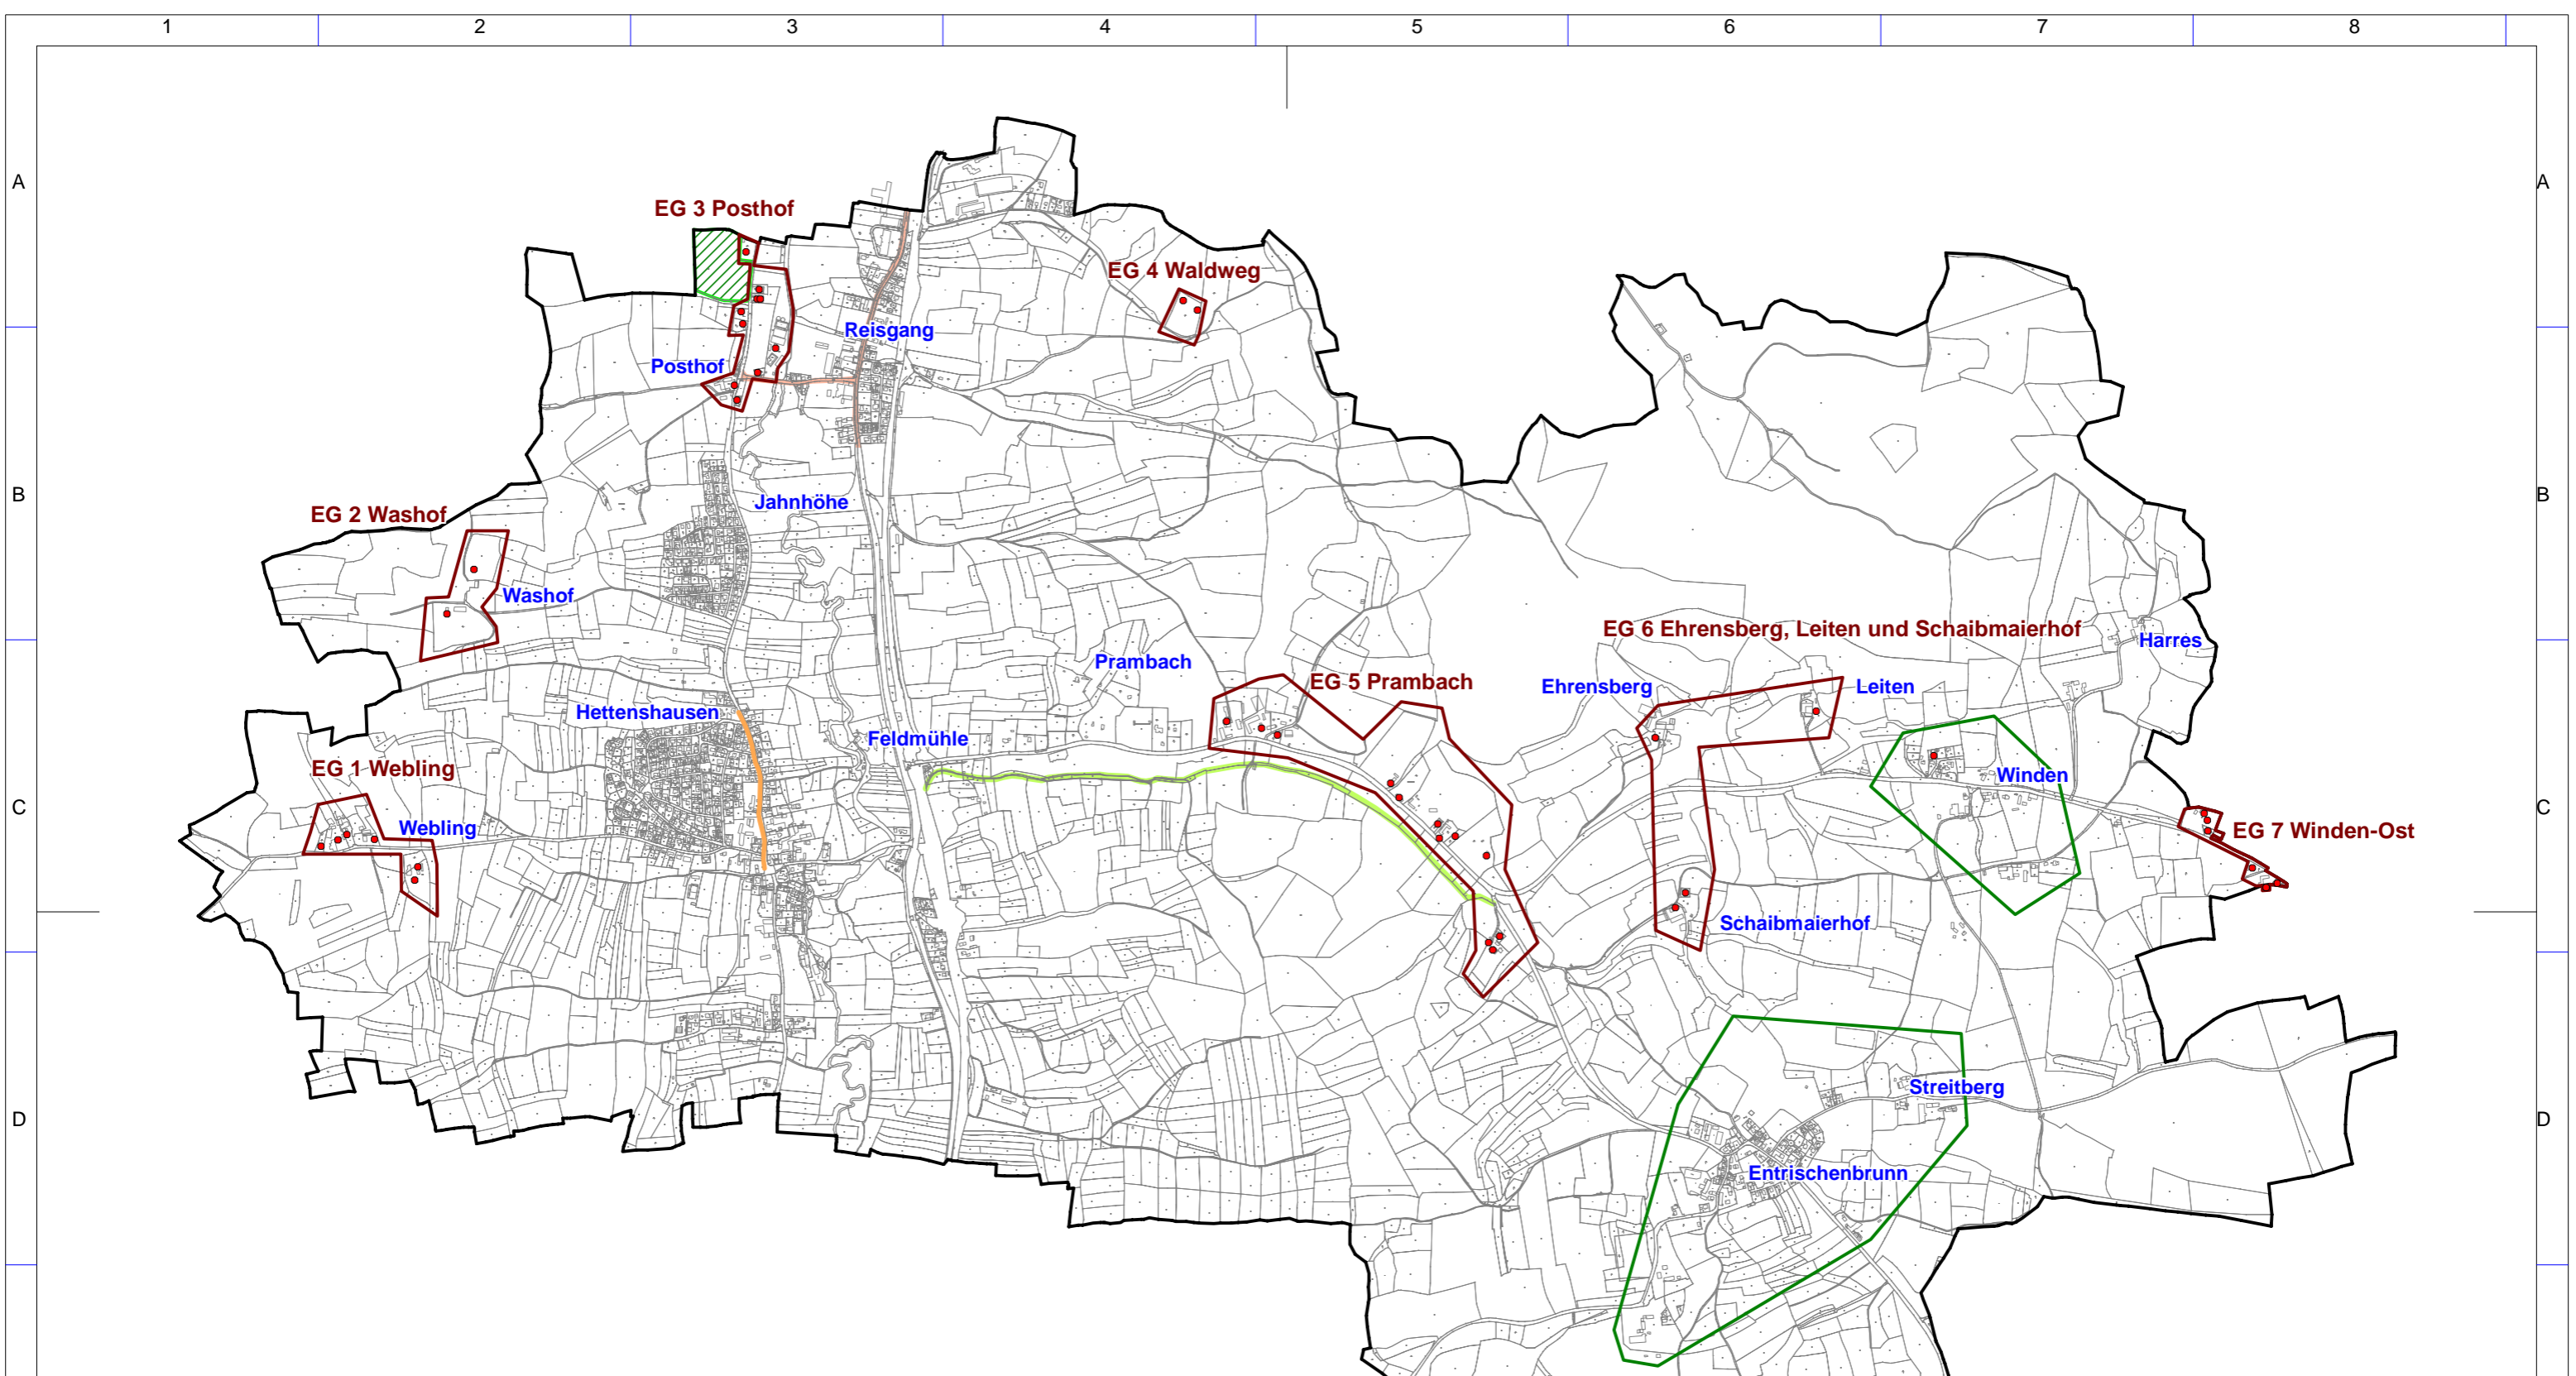 1 2 3 4 5 6 7 8
A A
EG 3 Posthof
EG 4 Waldweg
Reisgang
Posthof
B B
Jahnhöhe
EG 2 Washof
Washof
EG 6 Ehrensberg, Leiten und Schaibmaierhof
Harres
Prambach
EG 5 Prambach
Ehrensberg
Leiten
Hettenshausen
Feldmühle
EG 1 Webling
Winden
C C
Webling
EG 7 Winden-Ost
Schaibmaierhof
Streitberg
D D
Entrischenbrunn